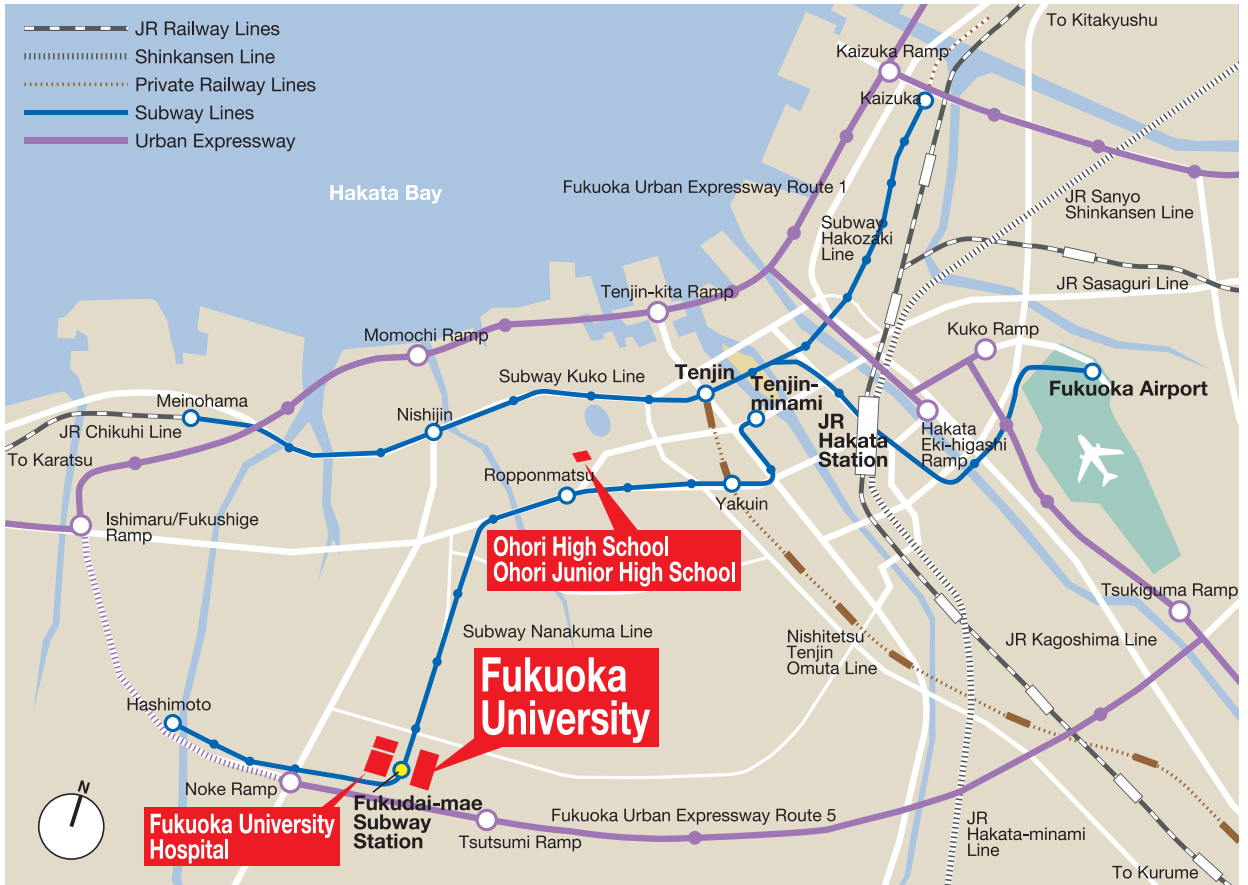 JR Railway Lines
Shinkansen Line
Private Railway Lines
Subway Lines
Urban Expressway
To Kitakyushu
Kaizuka Ramp
Kaizuka
Hakata Bay
Fukuoka Urban Expressway Route 1
JR Sanyo
Shinkansen Line
Subway
Hakozaki
Line
JR Sasaguri Line
Tenjin-kita Ramp
Momochi Ramp
Kuko Ramp
Subway Kuko Line
Tenjin
Tenjin-
minami
Fukuoka Airport
Meinohama
Nishijin
JR Chikuhi Line
To Karatsu
JR
Hakata
Station
Hakata
Eki-higashi
Ramp
Ropponmatsu
Yakuin
Ishimaru/Fukushige
Ramp
Ohori High School
Ohori Junior High School
Tsukiguma Ramp
Subway Nanakuma Line
Nishitetsu
Tenjin
Omuta Line
JR Kagoshima Line
Fukuoka
University
Hashimoto
N
Noke Ramp
Fukudai-mae
Subway
Station
Fukuoka University
Hospital
Tsutsumi Ramp
Fukuoka Urban Expressway Route 5
JR
Hakata-minami
Line
To Kurume